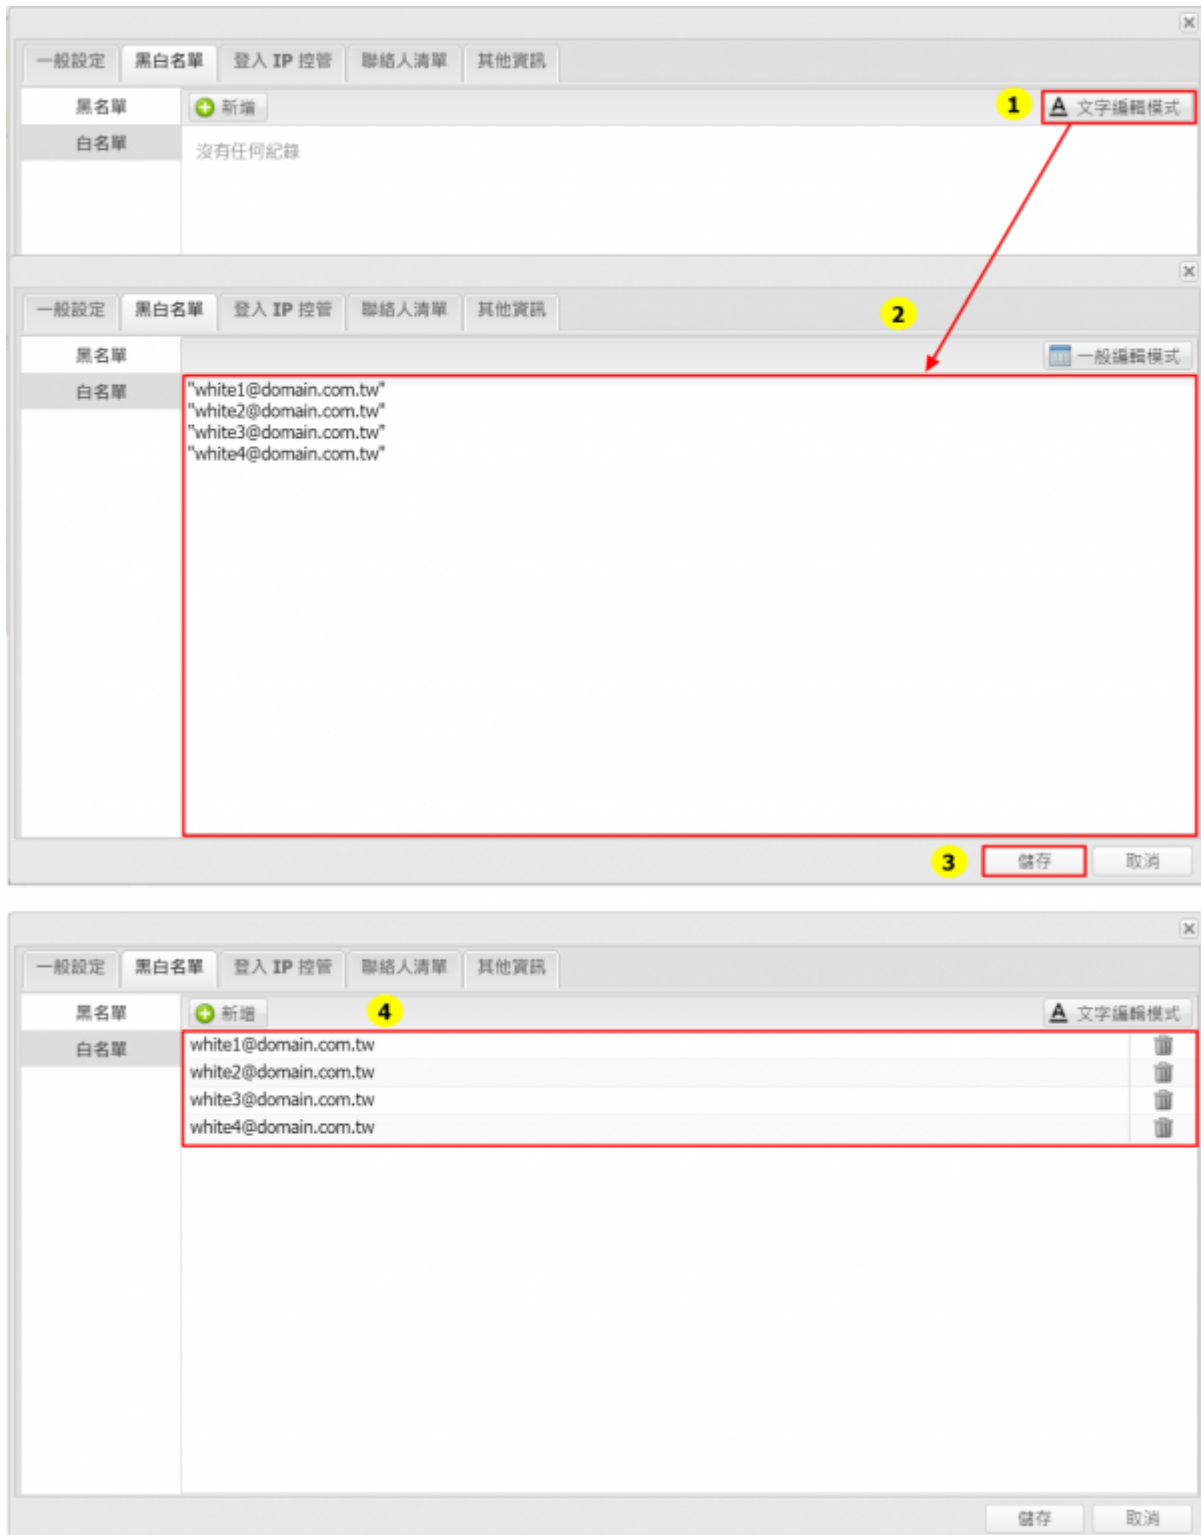 一般設定 黑白名單 登入 IP 控管 聯絡人清單 其他資訊
黑名單 新增 1 A 文字編輯模式
白名單 沒有任何紀錄
一般設定 黑白名單 登入 IP 控管 聯絡人清單 其他資訊 2
黑名單 一般編輯模式
白名單 "white1@domain.com.tw"
"white2@domain.com.tw"
"white3@domain.com.tw"
"white4@domain.com.tw"
3 儲存 取消
一般設定 黑白名單 登入 IP 控管 聯絡人清單 其他資訊
黑名單 新增 4 A 文字編輯模式
白名單 white1@domain.com.tw
white2@domain.com.tw
white3@domain.com.tw
white4@domain.com.tw
儲存 取消